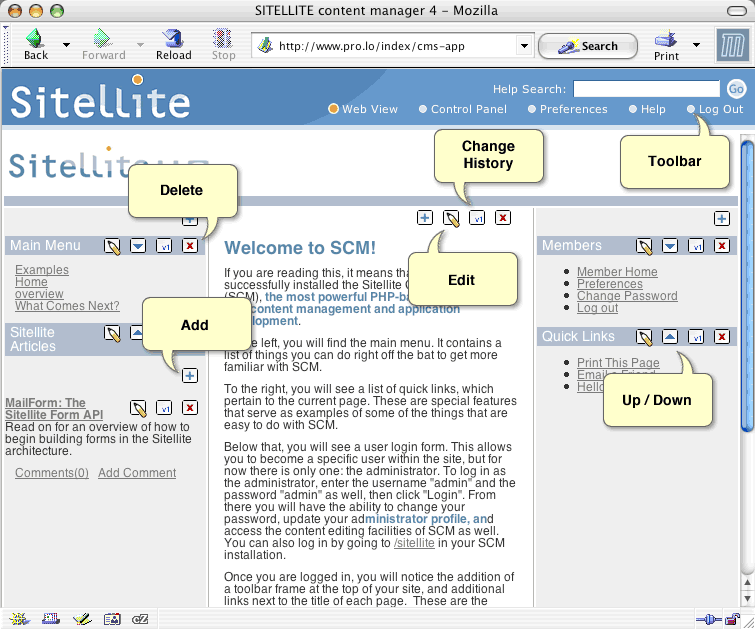 SITELLITE content manager 4 – Mozilla
Back
Forward
Reload
Stop
http://www.pro.lo/index/cms-app
Search
Print
Sitellite
Help Search:
Go
Web View
Control Panel
Preferences
Help
Log Out
Change
History
Toolbar
Delete
Edit
Add
Up / Down
Main Menu
v1
Examples
Home
overview
What Comes Next?
Sitellite
Articles
MailForm: The
Sitellite Form API
v1
Read on for an overview of how to
begin building forms in the Sitellite
architecture.
Comments(0) Add Comment
v1
Welcome to SCM!
If you are reading this, it means
successfully installed the Sitellite
(SCM), the most powerful
content management and application
.
left, you will find the main menu. It contains a
list of things you can do right off the bat to get more
familiar with SCM.
To the right, you will see a list of quick links, which
pertain to the current page. These are special features
that serve as examples of some of the things that are
easy to do with SCM.
Below that, you will see a user login form. This allows
you to become a specific user within the site, but for
now there is only one: the administrator. To log in as
the administrator, enter the username "admin" and the
password "admin" as well, then click "Login". From
there you will have the ability to change your
password, update your administrator profile, and
access the content editing facilities of SCM as well.
You can also log in by going to /sitellite in your SCM
installation.
Once you are logged in, you will notice the addition of
a toolbar frame at the top of your site, and additional
links next to the title of each page. These are the
Members
v1
Member Home
Preferences
Change Password
Log out
Quick Links
v1
Print This Page